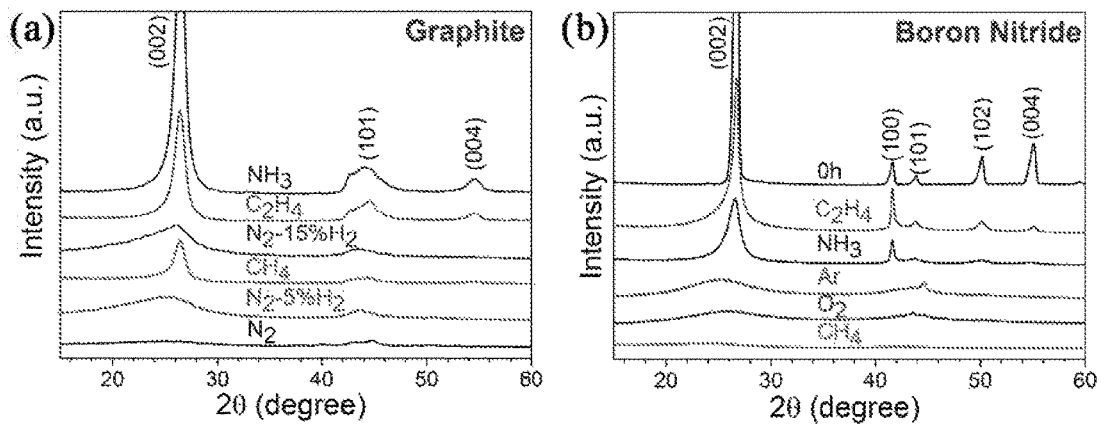 (a)
Graphite
(002)
(101)
(004)
NH3
C2H4
N2-15%H2
CH4
N2-5%H2
N2
Intensity (a.u.)
20 30 40 50 60
2θ (degree)
(b)
Boron Nitride
(002)
(100)
(101)
(102)
(004)
0h
C2H4
NH3
Ar
O2
CH4
Intensity (a.u.)
20 30 40 50 60
2θ (degree)